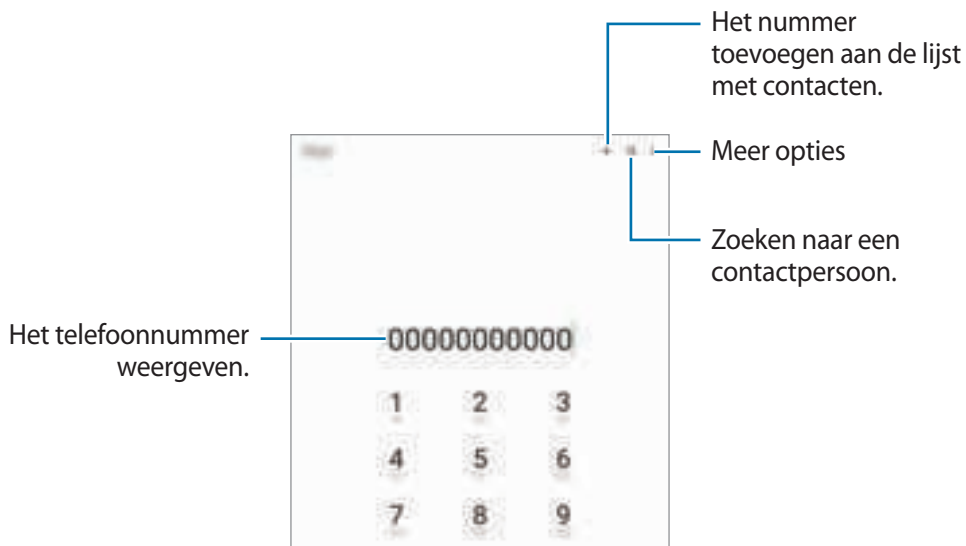 Het nummer
toevoegen aan de lijst
met contacten.
Meer opties
Zoeken naar een
contactpersoon.
Het telefoonnummer
weergeven.
00000000000
1 2 3
4 5 6
7 8 9